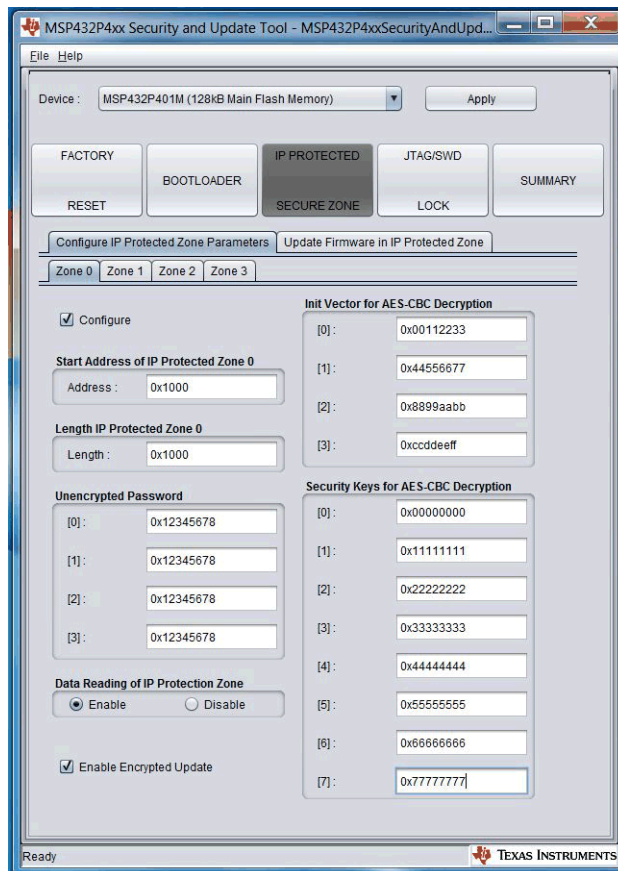 MSP432P4xx Security and Update Tool - MSP432P4xxSecurityAndUpd...
File Help
Device : MSP432P401M (128kB Main Flash Memory) Apply
FACTORY RESET
BOOTLOADER
IP PROTECTED SECURE ZONE
JTAG/SWD LOCK
SUMMARY
Configure IP Protected Zone Parameters Update Firmware in IP Protected Zone
Zone 0 Zone 1 Zone 2 Zone 3
Configure
Start Address of IP Protected Zone 0
Address : 0x1000
Length IP Protected Zone 0
Length : 0x1000
Unencrypted Password
[0] : 0x12345678
[1] : 0x12345678
[2] : 0x12345678
[3] : 0x12345678
Data Reading of IP Protection Zone
Enable Disable
Enable Encrypted Update
Init Vector for AES-CBC Decryption
[0] : 0x00112233
[1] : 0x44556677
[2] : 0x8899aabb
[3] : 0xccddeeff
Security Keys for AES-CBC Decryption
[0] : 0x00000000
[1] : 0x11111111
[2] : 0x22222222
[3] : 0x33333333
[4] : 0x44444444
[5] : 0x55555555
[6] : 0x66666666
[7] : 0x77777777
Ready
TEXAS INSTRUMENTS